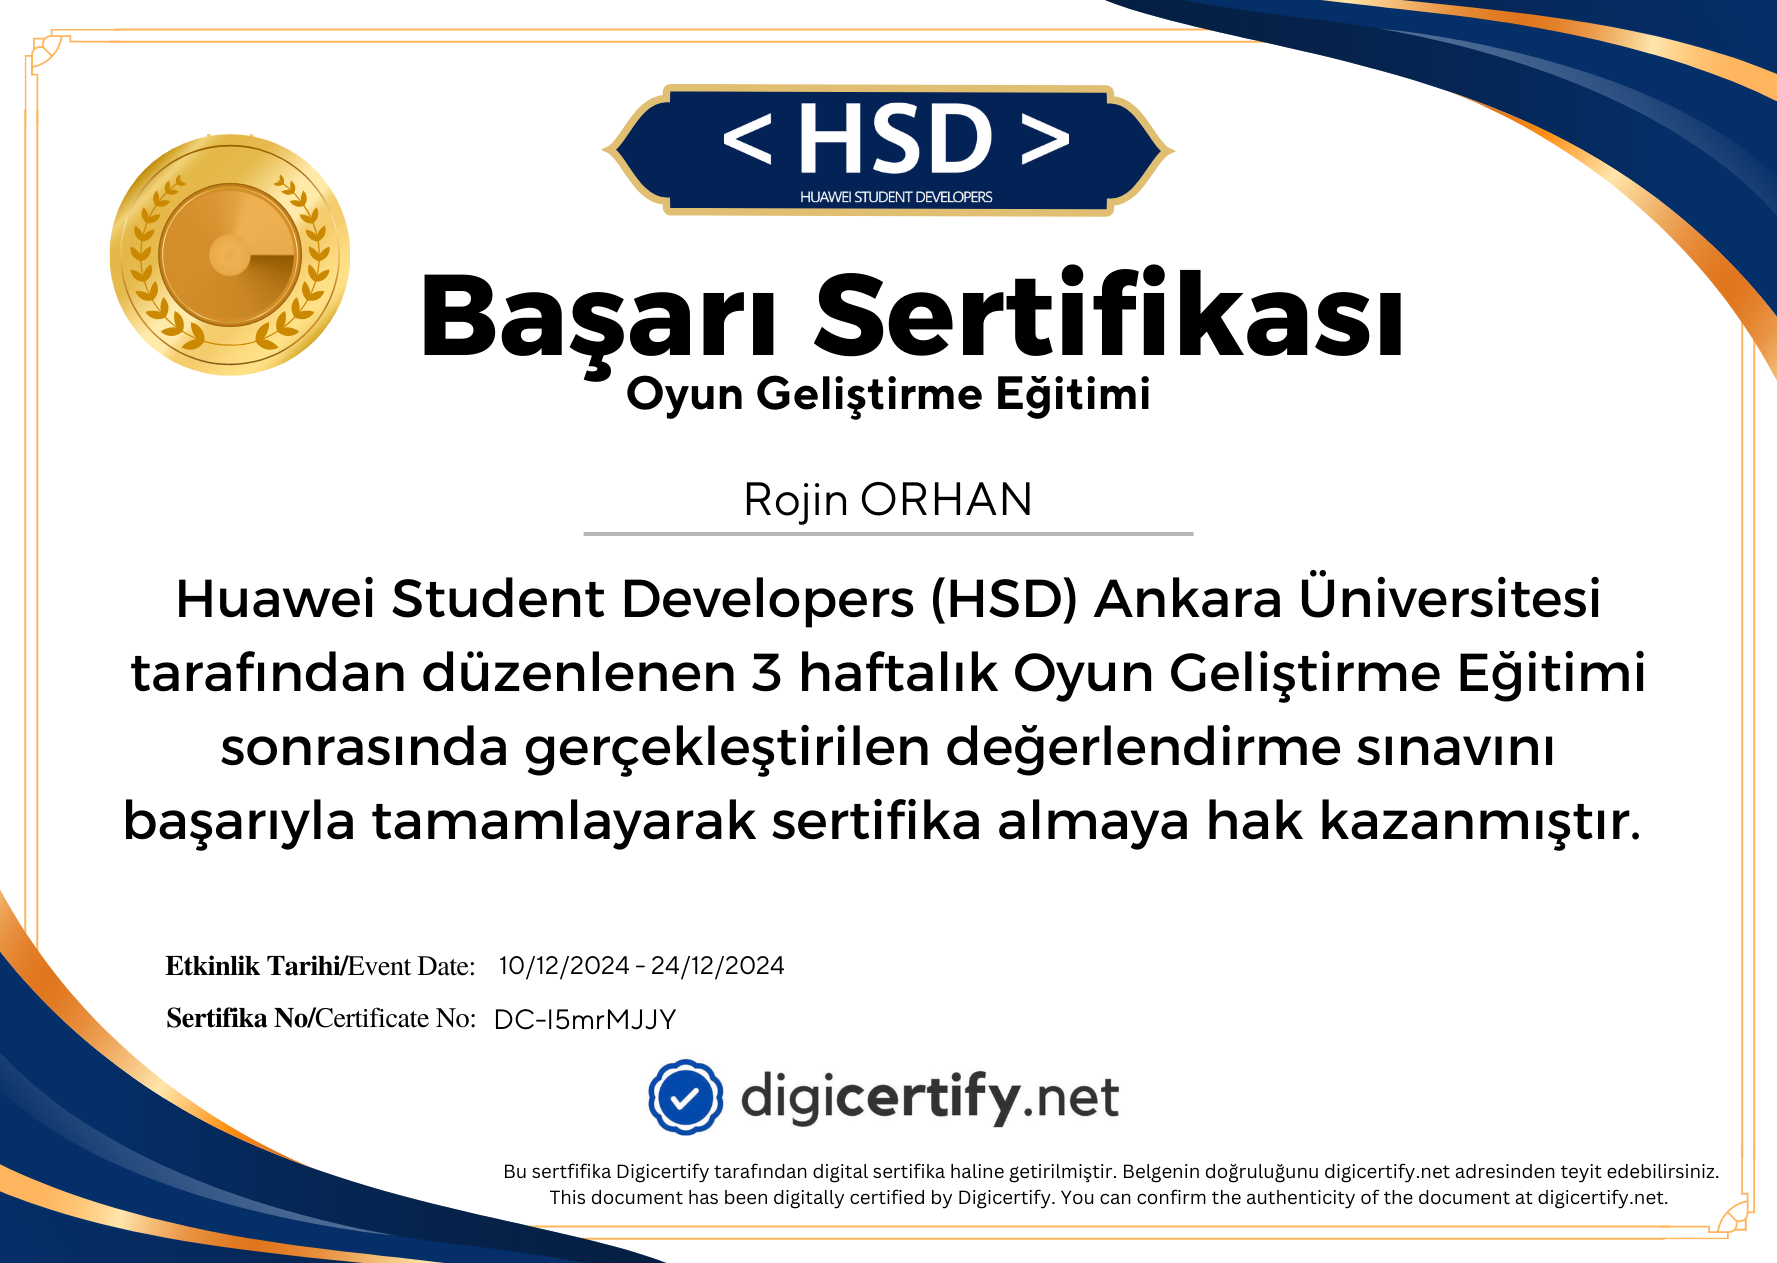 < HSD >
HUAWEI STUDENT DEVELOPERS
Başarı Sertifikası
Oyun Geliştirme Eğitimi
Rojin ORHAN
Huawei Student Developers (HSD) Ankara Üniversitesi
tarafından düzenlenen 3 haftalık Oyun Geliştirme Eğitimi
sonrasında gerçekleştirilen değerlendirme sınavını
başarıyla tamamlayarak sertifika almaya hak kazanmıştır.
Etkinlik Tarihi/Event Date: 10/12/2024 - 24/12/2024
Sertifika No/Certificate No: DC-I5mrMJJY
digicertify.net
Bu sertfifika Digicertify tarafından digital sertifika haline getirilmiştir. Belgenin doğruluğunu digicertify.net adresinden teyit edebilirsiniz.
This document has been digitally certified by Digicertify. You can confirm the authenticity of the document at digicertify.net.